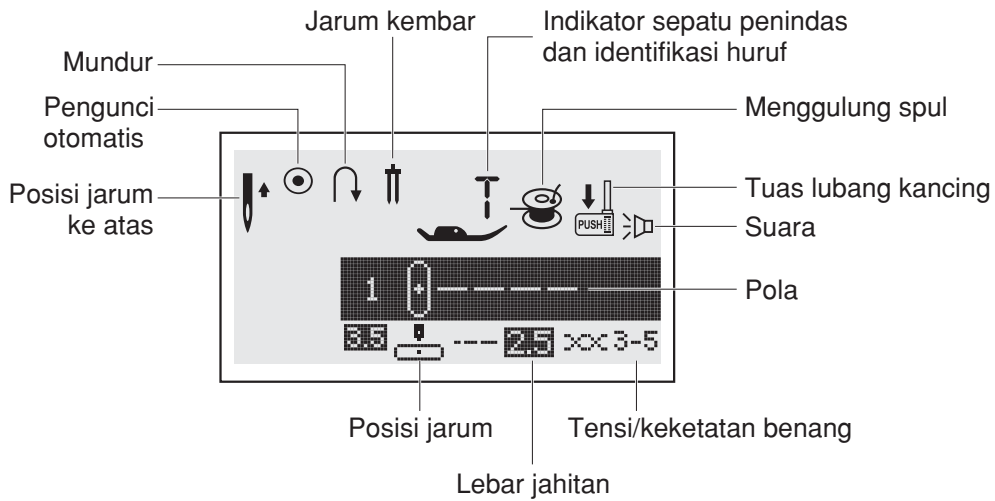 Jarum kembar
Indikator sepatu penindas
dan identifikasi huruf
Mundur
Pengunci
otomatis
Menggulung spul
Posisi jarum
ke atas
Tuas lubang kancing
PUSH
Suara
1
Pola
3.5
2.5
3-5
Posisi jarum
Tensi/keketatan benang
Lebar jahitan